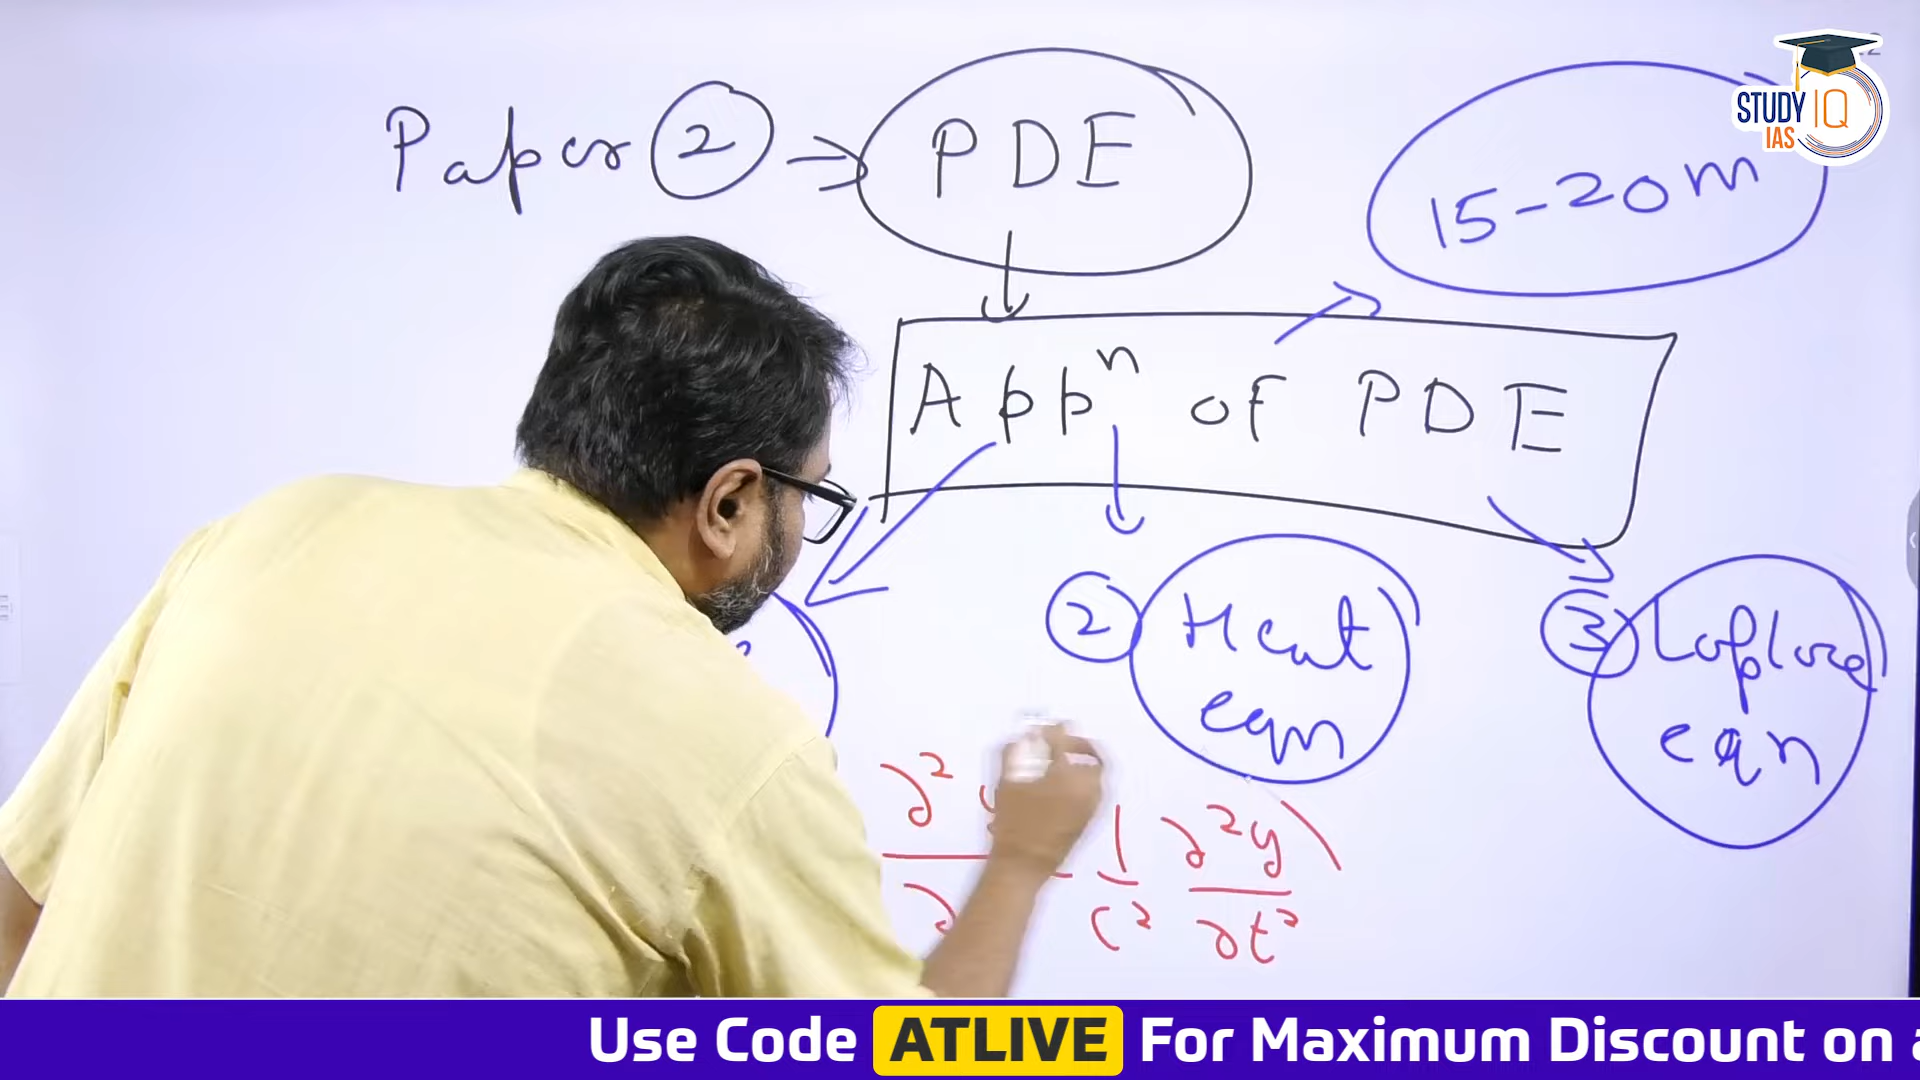 Paper 2 ⇒ PDE
15-20m
STUDY IQ
IAS
Appⁿ of PDE
2 Heat
eqn
3 Laplace
eqn
∂²
∂
1/c² ∂²y/∂t²
Use Code ATLIVE For Maximum Discount on